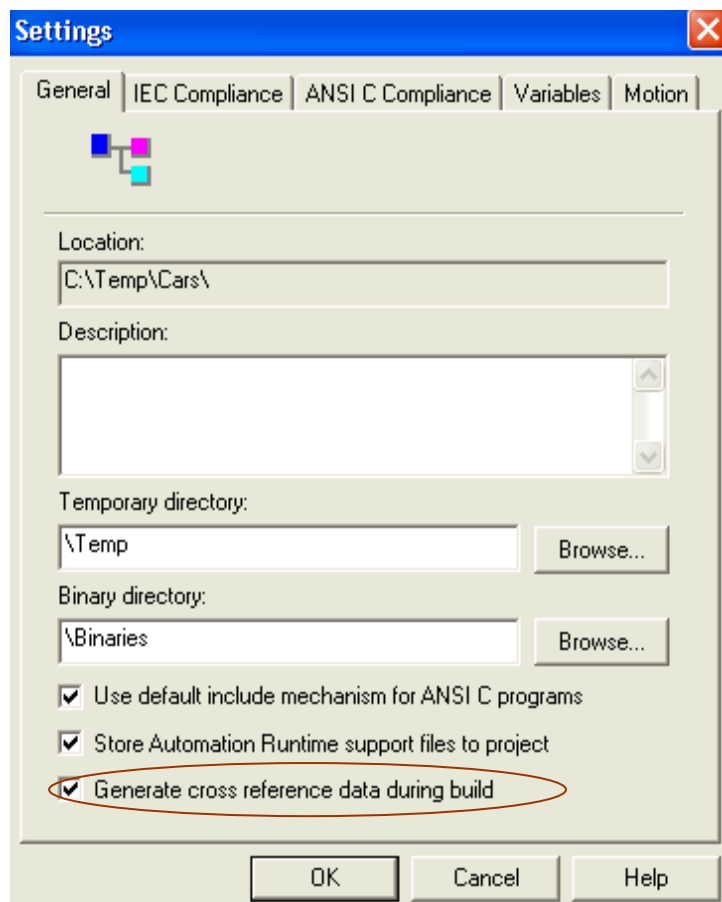 Settings
General IEC Compliance ANSI C Compliance Variables Motion
Location:
C:\Temp\Cars\
Description:
Temporary directory:
\Temp Browse...
Binary directory:
\Binaries Browse...
Use default include mechanism for ANSI C programs
Store Automation Runtime support files to project
Generate cross reference data during build
OK Cancel Help